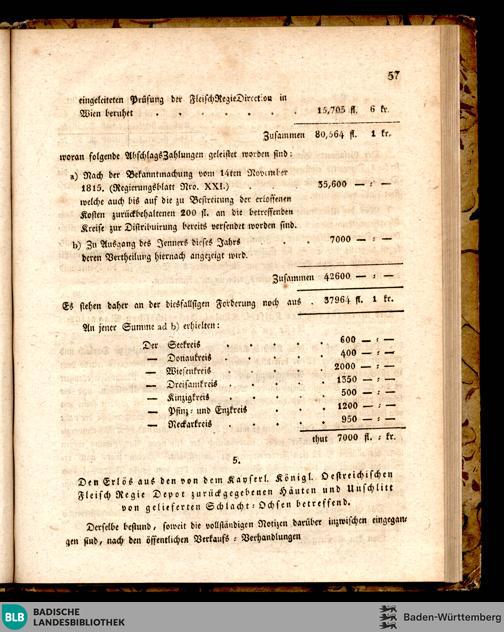 57
eingeleiteten Prüfung der FleischRegieDirection in
Wien beruhet . . . . . . . 15,705 fl. 6 kr.
Zusammen 80,564 fl. 1 kr.
woran folgende AbschlagsZahlungen geleistet worden sind:
a) Nach der Bekanntmachung vom 14ten November
1815. (Regierungsblatt Nro. XXI.) . . 35,600 — : —
welche auch bis auf die zu Bestreitung der erloffenen
Kosten zurückbehaltenen 200 fl. an die betreffenden
Kreise zur Distribuirung bereits versendet worden sind.
b) Zu Ausgang des Jenners dieses Jahrs . . . 7000 — : —
deren Vertheilung hiernach angezeigt wird.
Zusammen 42600 — : —
Es stehen daher an der diesfallsigen Forderung noch aus . 37964 fl. 1 kr.
An jener Summe ad b) erhielten:
Der Seekreis . . . . . 600 — : —
— Donaukreis . . . . . 400 — : —
— Wiesenkreis . . . . . 2000 — : —
— Dreisamkreis . . . . . 1350 — : —
— Kinzigkreis . . . . . 500 — : —
— Pfinz- und Enzkreis . . . . 1200 — : —
— Neckarkreis . . . . . 950 — : —
thut 7000 fl. : kr.
5.
Den Erlös aus den von dem Kayserl. Königl. Oestreichischen
Fleisch Regie Depot zurückgegebenen Häuten und Unschlitt
von gelieferten Schlacht-Ochsen betreffend.
Derselbe bestund, soweit die vollständigen Notizen darüber inzwischen eingegan-
gen sind, nach den öffentlichen Verkaufs-Verhandlungen
BLB BADISCHE
LANDESBIBLIOTHEK
Baden-Württemberg